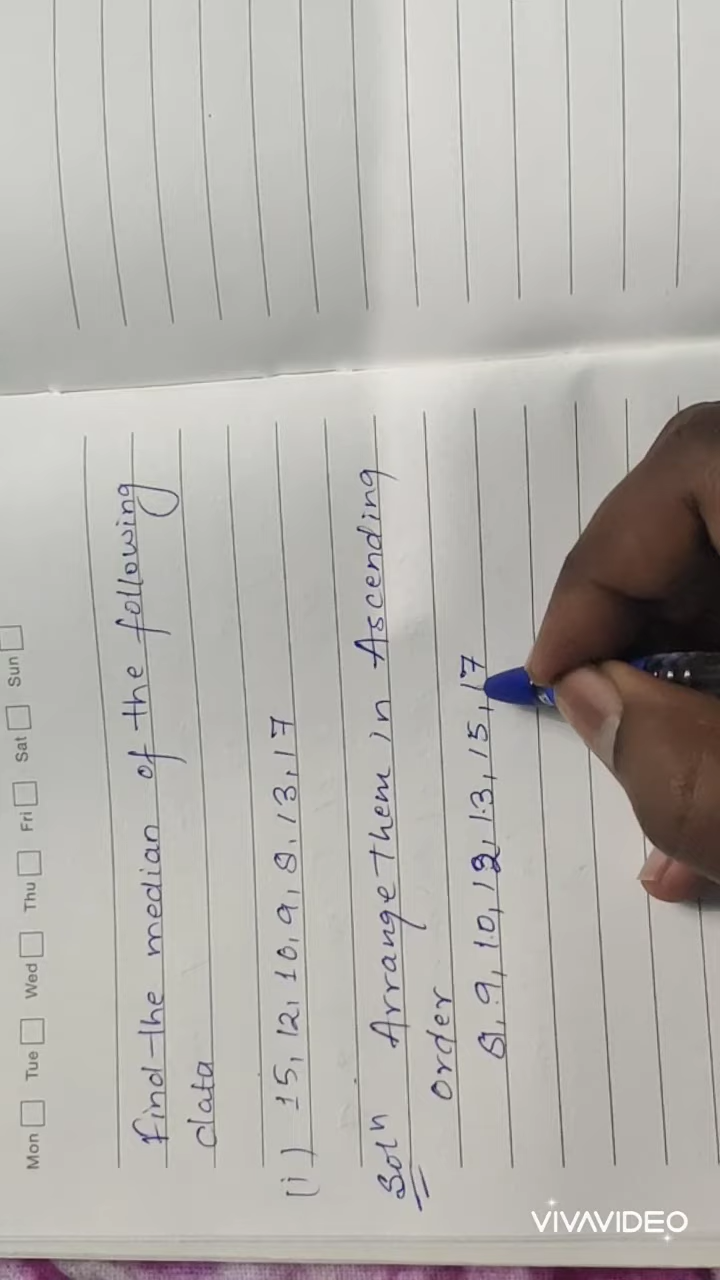 Mon Tue Wed Thu Fri Sat Sun
Find the median of the following
data
(i) 15, 12, 10, 9, 8, 13, 17
Soln Arrange them in Ascending
order
8, 9, 10, 12, 13, 15, 17
VIVAVIDEO